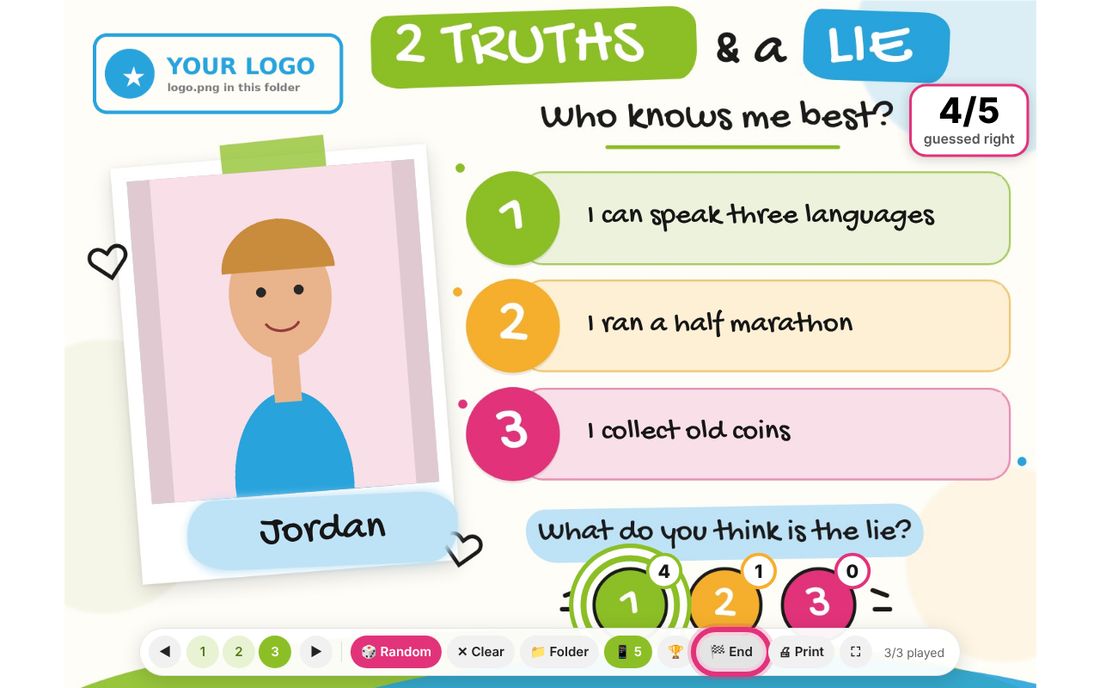 2 TRUTHS & a LIE
YOUR LOGO
logo.png in this folder
Who knows me best?
4/5
guessed right
1 I can speak three languages
2 I ran a half marathon
3 I collect old coins
Jordan
What do you think is the lie?
4 1 0
1 2 3
◀ 1 2 3 ▶ 🎲 Random ✕ Clear 📁 Folder 📱 5 🏆 🏁 End 🖨 Print ⛶ 3/3 played